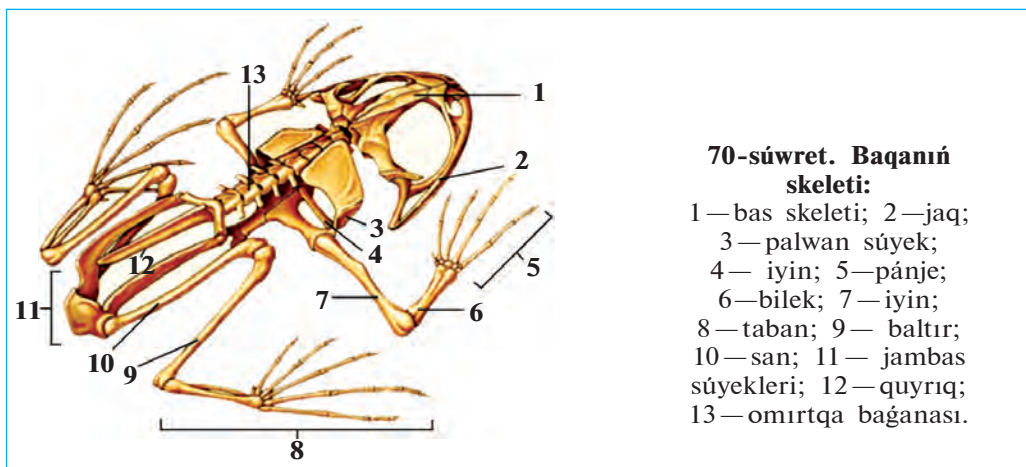 13
1
2
3
4
5
12
11
7
6
10
9
8
70-súwret. Baqanıń
skeleti:
1—bas skeleti; 2—jaq;
3—palwan súyek;
4— iyin; 5—pánje;
6—bilek; 7—iyin;
8—taban; 9— baltır;
10—san; 11— jambas
súyekleri; 12—quyrıq;
13—omırtqa baǵanası.